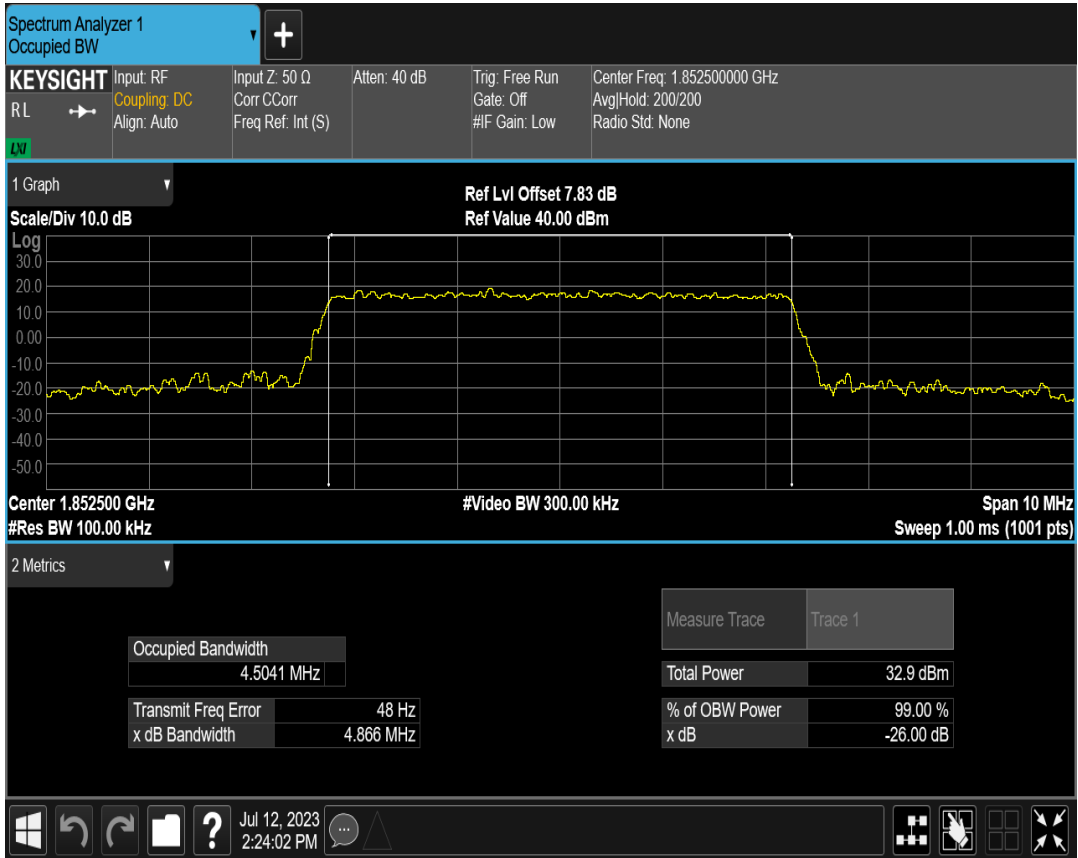 Spectrum Analyzer 1
Occupied BW
+
KEYSIGHT
RL
LXI
Input: RF
Coupling: DC
Align: Auto
Input Z: 50 Ω
Corr CCorr
Freq Ref: Int (S)
Atten: 40 dB
Trig: Free Run
Gate: Off
#IF Gain: Low
Center Freq: 1.852500000 GHz
Avg|Hold: 200/200
Radio Std: None
1 Graph
Scale/Div 10.0 dB
Ref Lvl Offset 7.83 dB
Ref Value 40.00 dBm
Log
30.0
20.0
10.0
0.00
-10.0
-20.0
-30.0
-40.0
-50.0
Center 1.852500 GHz
#Video BW 300.00 kHz
Span 10 MHz
#Res BW 100.00 kHz
Sweep 1.00 ms (1001 pts)
2 Metrics
Measure Trace Trace 1
Occupied Bandwidth
4.5041 MHz
Total Power 32.9 dBm
Transmit Freq Error 48 Hz
x dB Bandwidth 4.866 MHz
% of OBW Power 99.00 %
x dB -26.00 dB
?
Jul 12, 2023
2:24:02 PM